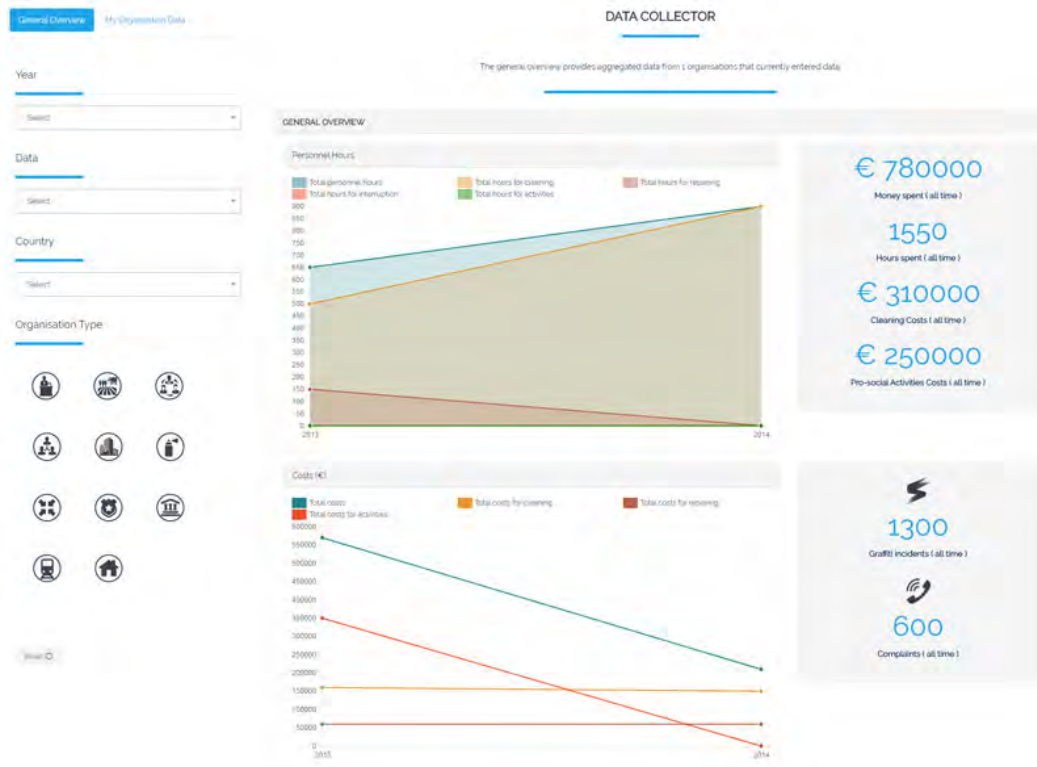 General Overview
My Organisation Data
DATA COLLECTOR
The general overview provides aggregated data from 1 organisations that currently entered data.
Year
Select
Data
Select
Country
Select
Organisation Type
Reset
GENERAL OVERVIEW
Personnel Hours
Total personnel hours
Total hours for cleaning
Total hours for repairing
Total hours for interruption
Total hours for activities
900
850
800
750
700
650
600
550
500
450
400
350
300
250
200
150
100
50
0
2013
2014
€ 780000
Money spent ( all time )
1550
Hours spent ( all time )
€ 310000
Cleaning Costs ( all time )
€ 250000
Pro-social Activities Costs ( all time )
Costs (€)
Total costs
Total costs for cleaning
Total costs for repairing
Total costs for activities
600000
550000
500000
450000
400000
350000
300000
250000
200000
150000
100000
50000
0
2013
2014
1300
Graffiti incidents ( all time )
600
Complaints ( all time )